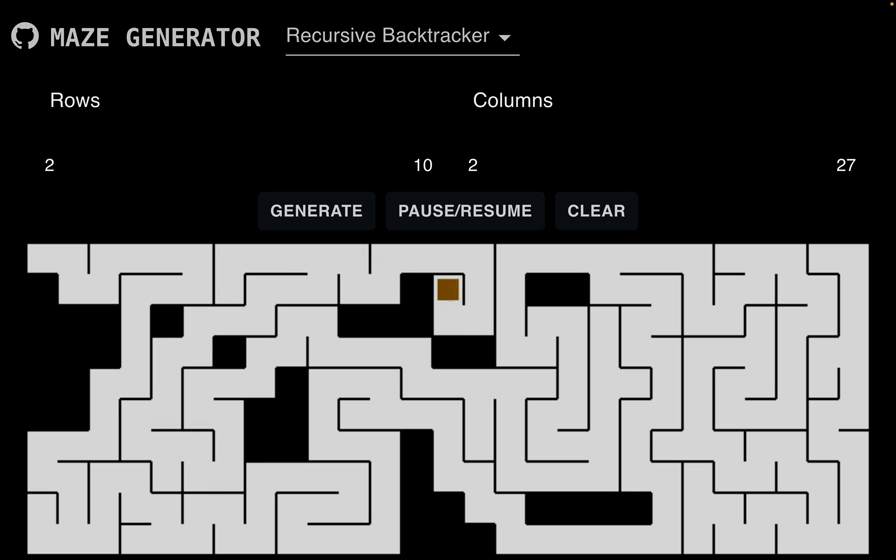 MAZE GENERATOR Recursive Backtracker
Rows Columns
2 10 2 27
GENERATE PAUSE/RESUME CLEAR